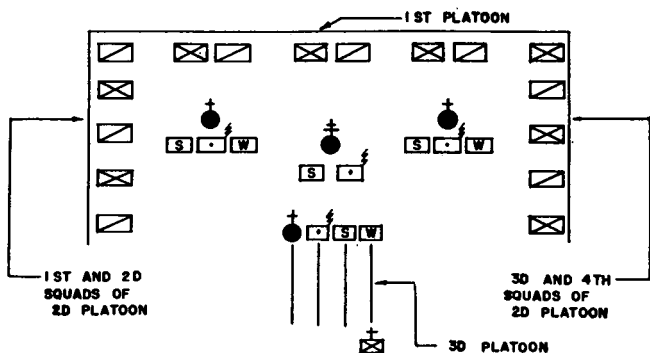 1ST PLATOON
S W
S W
S
S W
1ST AND 2D
SQUADS OF
2D PLATOON
3D AND 4TH
SQUADS OF
2D PLATOON
3D PLATOON